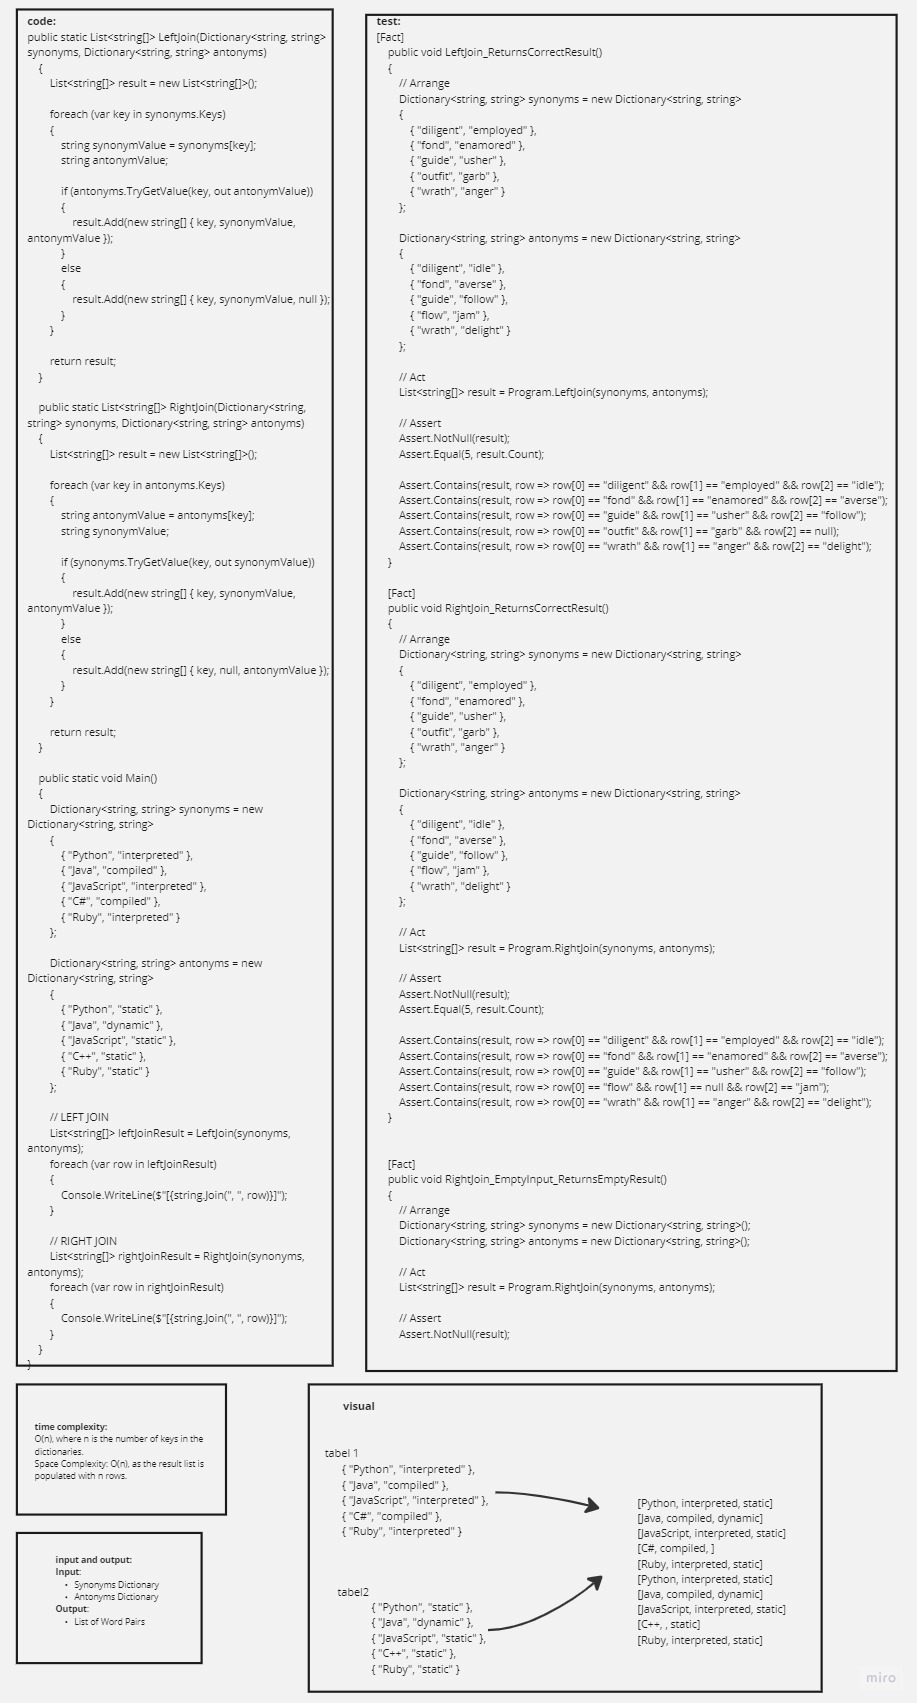 code:
public static List<string[]> LeftJoin(Dictionary<string, string>
synonyms, Dictionary<string, string> antonyms)
{
List<string[]> result = new List<string[]>();
foreach (var key in synonyms.Keys)
{
string synonymValue = synonyms[key];
string antonymValue;
if (antonyms.TryGetValue(key, out antonymValue))
{
result.Add(new string[] { key, synonymValue,
antonymValue });
}
else
{
result.Add(new string[] { key, synonymValue, null });
}
}
return result;
}
public static List<string[]> RightJoin(Dictionary<string,
string> synonyms, Dictionary<string, string> antonyms)
{
List<string[]> result = new List<string[]>();
foreach (var key in antonyms.Keys)
{
string antonymValue = antonyms[key];
string synonymValue;
if (synonyms.TryGetValue(key, out synonymValue))
{
result.Add(new string[] { key, synonymValue,
antonymValue });
}
else
{
result.Add(new string[] { key, null, antonymValue });
}
}
return result;
}
public static void Main()
{
Dictionary<string, string> synonyms = new
Dictionary<string, string>
{
{ "Python", "interpreted" },
{ "Java", "compiled" },
{ "JavaScript", "interpreted" },
{ "C#", "compiled" },
{ "Ruby", "interpreted" }
};
Dictionary<string, string> antonyms = new
Dictionary<string, string>
{
{ "Python", "static" },
{ "Java", "dynamic" },
{ "JavaScript", "static" },
{ "C++", "static" },
{ "Ruby", "static" }
};
// LEFT JOIN
List<string[]> leftJoinResult = LeftJoin(synonyms,
antonyms);
foreach (var row in leftJoinResult)
{
Console.WriteLine($"[{string.Join(", ", row)}]");
}
// RIGHT JOIN
List<string[]> rightJoinResult = RightJoin(synonyms,
antonyms);
foreach (var row in rightJoinResult)
{
Console.WriteLine($"[{string.Join(", ", row)}]");
}
}
}
test:
[Fact]
public void LeftJoin_ReturnsCorrectResult()
{
// Arrange
Dictionary<string, string> synonyms = new Dictionary<string, string>
{
{ "diligent", "employed" },
{ "fond", "enamored" },
{ "guide", "usher" },
{ "outfit", "garb" },
{ "wrath", "anger" }
};
Dictionary<string, string> antonyms = new Dictionary<string, string>
{
{ "diligent", "idle" },
{ "fond", "averse" },
{ "guide", "follow" },
{ "flow", "jam" },
{ "wrath", "delight" }
};
// Act
List<string[]> result = Program.LeftJoin(synonyms, antonyms);
// Assert
Assert.NotNull(result);
Assert.Equal(5, result.Count);
Assert.Contains(result, row => row[0] == "diligent" && row[1] == "employed" && row[2] == "idle");
Assert.Contains(result, row => row[0] == "fond" && row[1] == "enamored" && row[2] == "averse");
Assert.Contains(result, row => row[0] == "guide" && row[1] == "usher" && row[2] == "follow");
Assert.Contains(result, row => row[0] == "outfit" && row[1] == "garb" && row[2] == null);
Assert.Contains(result, row => row[0] == "wrath" && row[1] == "anger" && row[2] == "delight");
}
[Fact]
public void RightJoin_ReturnsCorrectResult()
{
// Arrange
Dictionary<string, string> synonyms = new Dictionary<string, string>
{
{ "diligent", "employed" },
{ "fond", "enamored" },
{ "guide", "usher" },
{ "outfit", "garb" },
{ "wrath", "anger" }
};
Dictionary<string, string> antonyms = new Dictionary<string, string>
{
{ "diligent", "idle" },
{ "fond", "averse" },
{ "guide", "follow" },
{ "flow", "jam" },
{ "wrath", "delight" }
};
// Act
List<string[]> result = Program.RightJoin(synonyms, antonyms);
// Assert
Assert.NotNull(result);
Assert.Equal(5, result.Count);
Assert.Contains(result, row => row[0] == "diligent" && row[1] == "employed" && row[2] == "idle");
Assert.Contains(result, row => row[0] == "fond" && row[1] == "enamored" && row[2] == "averse");
Assert.Contains(result, row => row[0] == "guide" && row[1] == "usher" && row[2] == "follow");
Assert.Contains(result, row => row[0] == "flow" && row[1] == null && row[2] == "jam");
Assert.Contains(result, row => row[0] == "wrath" && row[1] == "anger" && row[2] == "delight");
}
[Fact]
public void RightJoin_EmptyInput_ReturnsEmptyResult()
{
// Arrange
Dictionary<string, string> synonyms = new Dictionary<string, string>();
Dictionary<string, string> antonyms = new Dictionary<string, string>();
// Act
List<string[]> result = Program.RightJoin(synonyms, antonyms);
// Assert
Assert.NotNull(result);
time complexity:
O(n), where n is the number of keys in the
dictionaries.
Space Complexity: O(n), as the result list is
populated with n rows.
input and output:
Input:
• Synonyms Dictionary
• Antonyms Dictionary
Output:
• List of Word Pairs
visual
tabel 1
{ "Python", "interpreted" },
{ "Java", "compiled" },
{ "JavaScript", "interpreted" },
{ "C#", "compiled" },
{ "Ruby", "interpreted" }
tabel2
{ "Python", "static" },
{ "Java", "dynamic" },
{ "JavaScript", "static" },
{ "C++", "static" },
{ "Ruby", "static" }
[Python, interpreted, static]
[Java, compiled, dynamic]
[JavaScript, interpreted, static]
[C#, compiled, ]
[Ruby, interpreted, static]
[Python, interpreted, static]
[Java, compiled, dynamic]
[JavaScript, interpreted, static]
[C++, , static]
[Ruby, interpreted, static]
miro